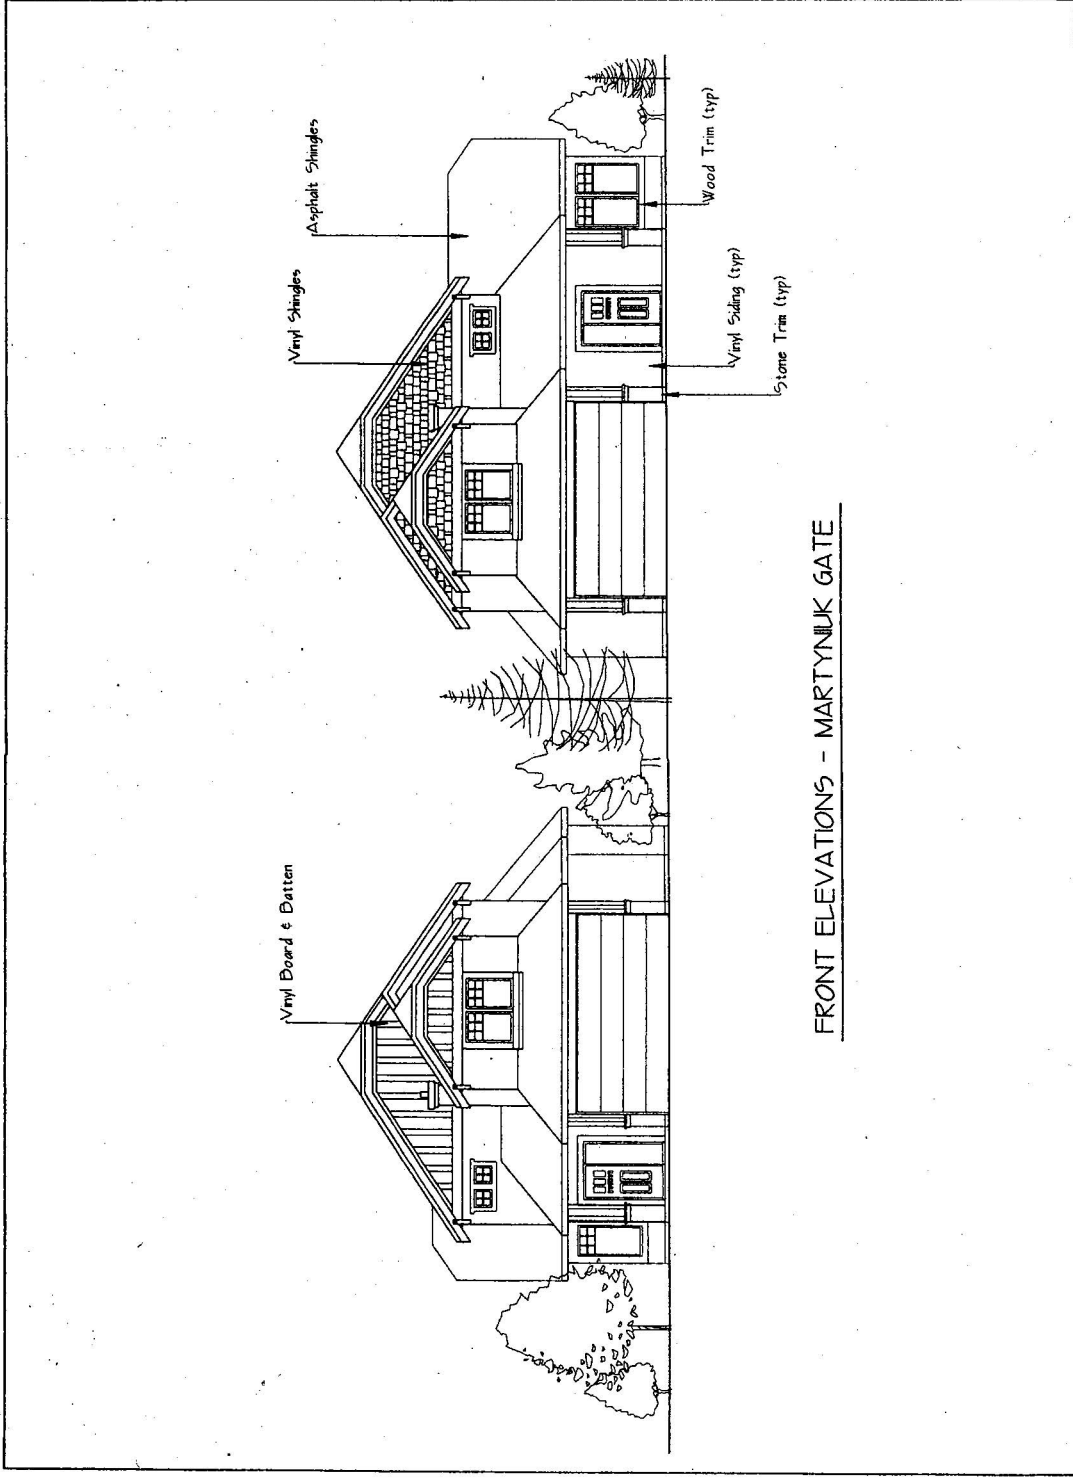 Vinyl Board & Batten
Vinyl Shingles
Asphalt Shingles
Wood Trim (typ)
Vinyl Siding (typ)
Stone Trim (typ)
FRONT ELEVATIONS - MARTYNIUK GATE